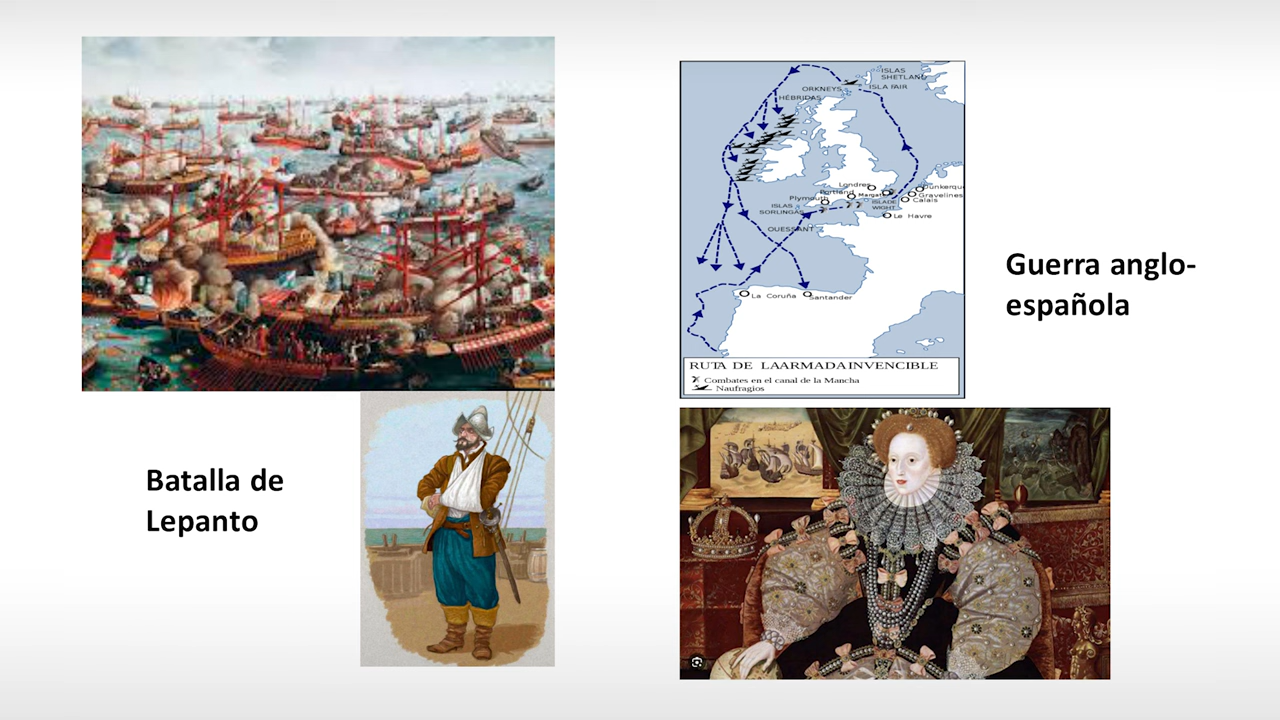 Batalla de
Lepanto
ISLAS
SHETLAND
ORKNEYS
ISLA FAIR
HÉBRIDAS
Londres
Portland
Margate
Dunkerque
Plymouth
Gravelines
Calais
ISLAS
SORLINGAS
ISLA DE
WIGHT
Le Havre
OUESSANT
La Coruña
Santander
RUTA DE LAARMADAINVENCIBLE
Combates en el canal de la Mancha
Naufragios
Guerra anglo-
española